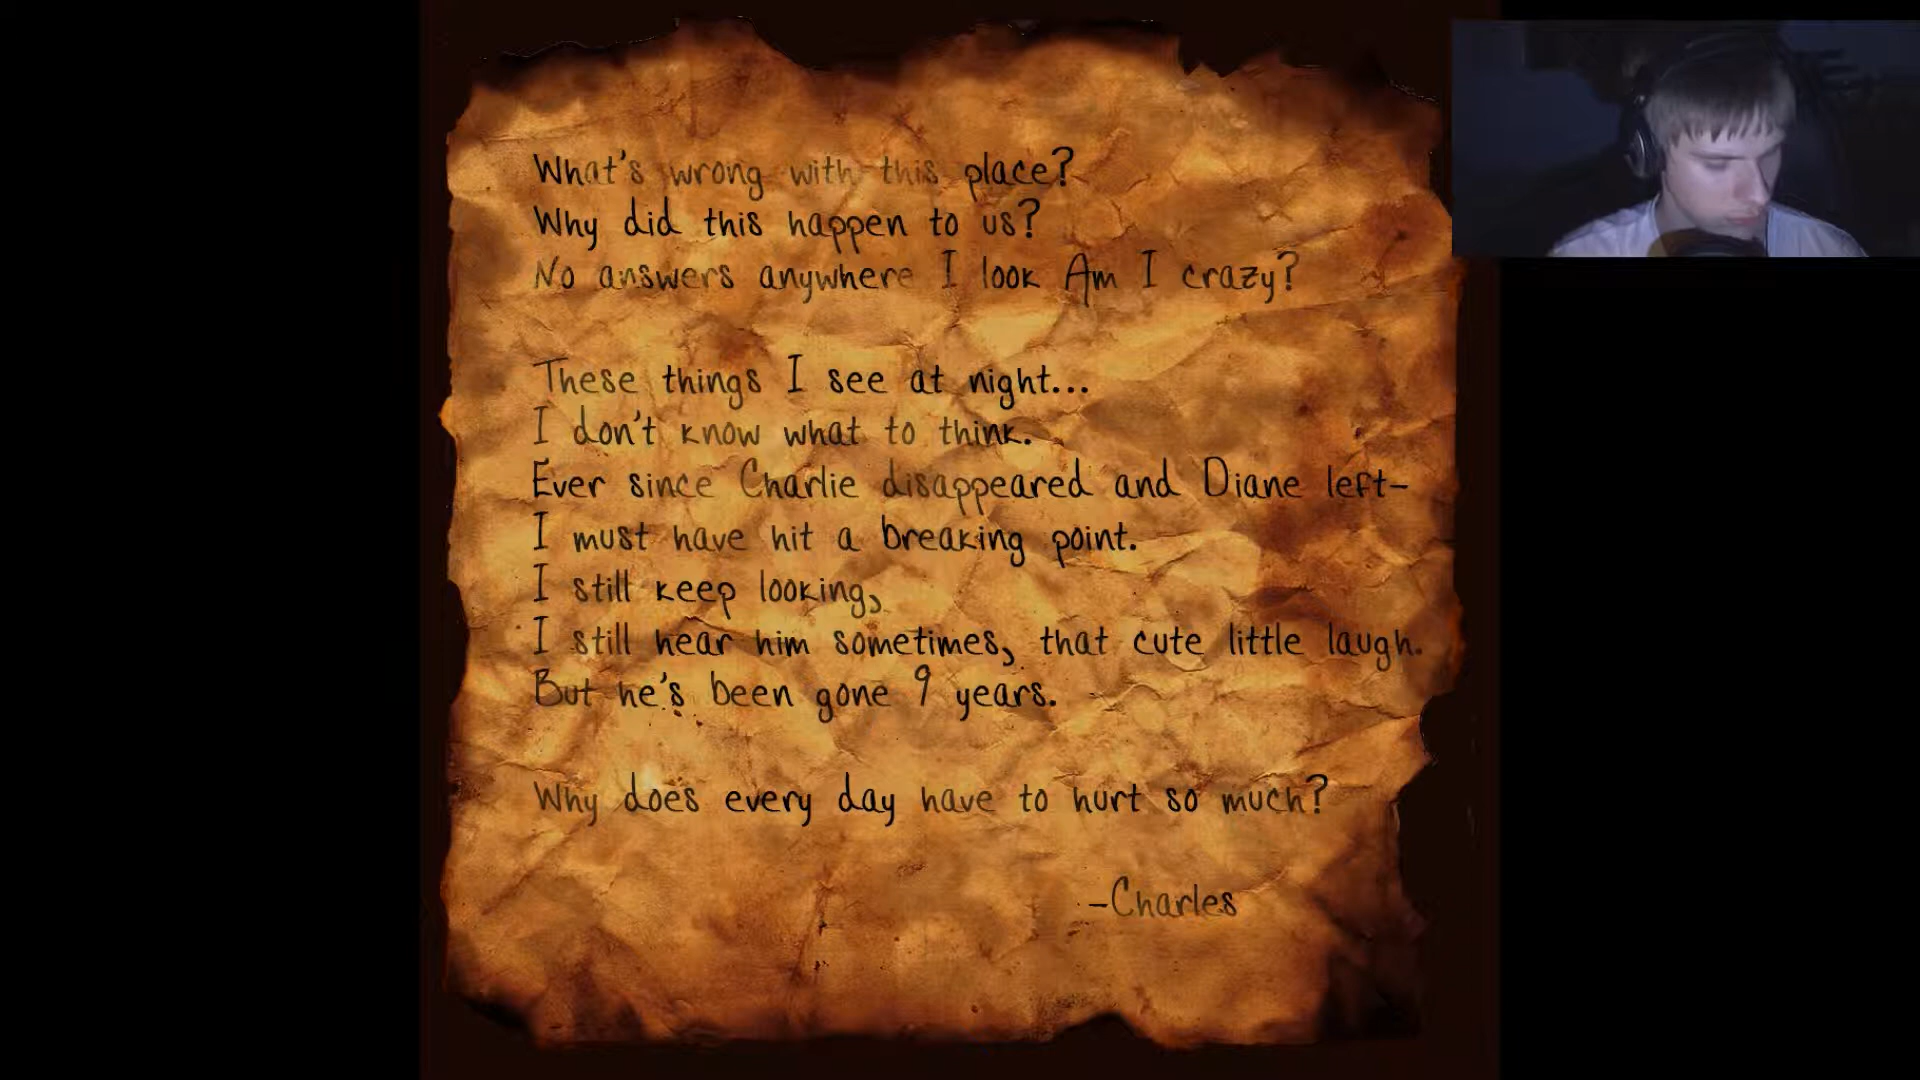 What's wrong with this place?
Why did this happen to us?
No answers anywhere I look Am I crazy?
These things I see at night...
I don't know what to think.
Ever since Charlie disappeared and Diane left-
I must have hit a breaking point.
I still keep looking,
I still hear him sometimes, that cute little laugh.
But he's been gone 9 years.
Why does every day have to hurt so much?
-Charles